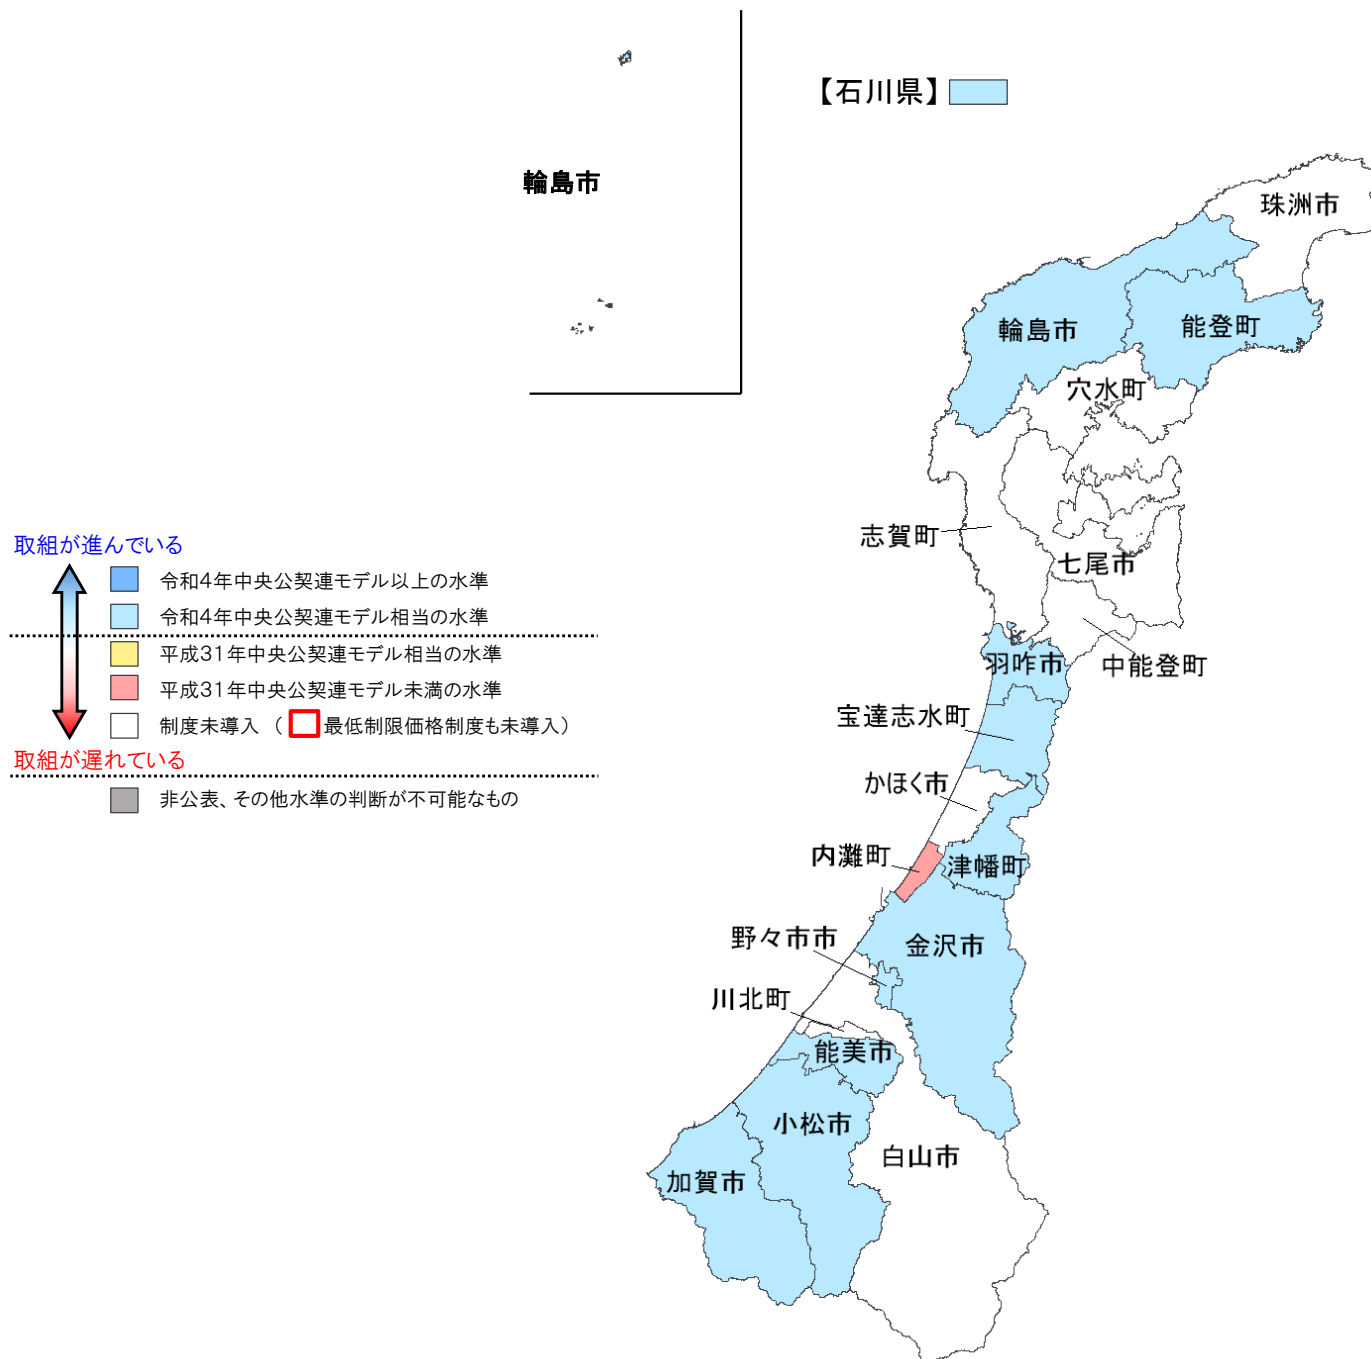 【石川県】
輪島市
珠洲市
輪島市
能登町
穴水町
志賀町
七尾市
中能登町
羽咋市
宝達志水町
かほく市
内灘町
津幡町
野々市市
金沢市
川北町
能美市
小松市
白山市
加賀市
取組が進んでいる
令和4年中央公契連モデル以上の水準
令和4年中央公契連モデル相当の水準
平成31年中央公契連モデル相当の水準
平成31年中央公契連モデル未満の水準
制度未導入 ( 最低制限価格制度も未導入)
取組が遅れている
非公表、その他水準の判断が不可能なもの